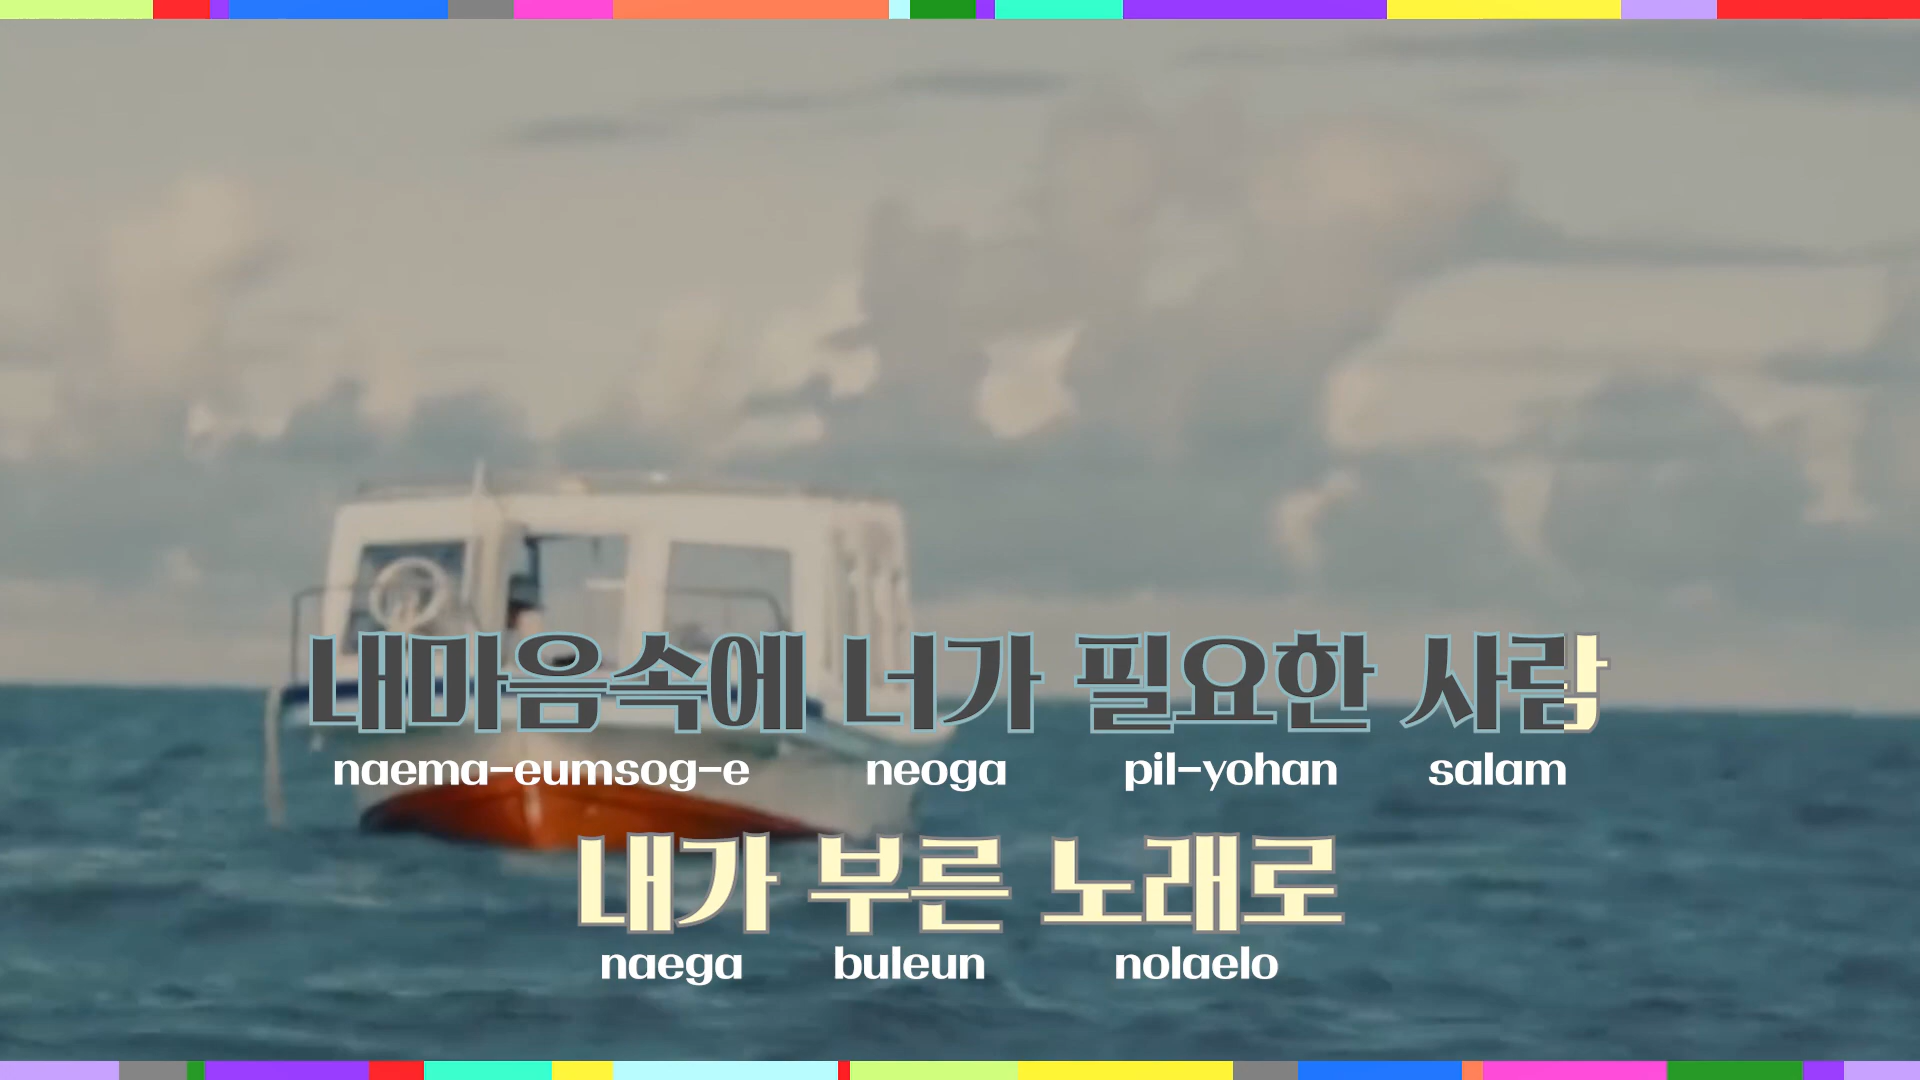 내마음속에 너가 필요한 사람
naema-eumsog-e neoga pil-yohan salam
내가 부른 노래로
naega buleun nolaelo